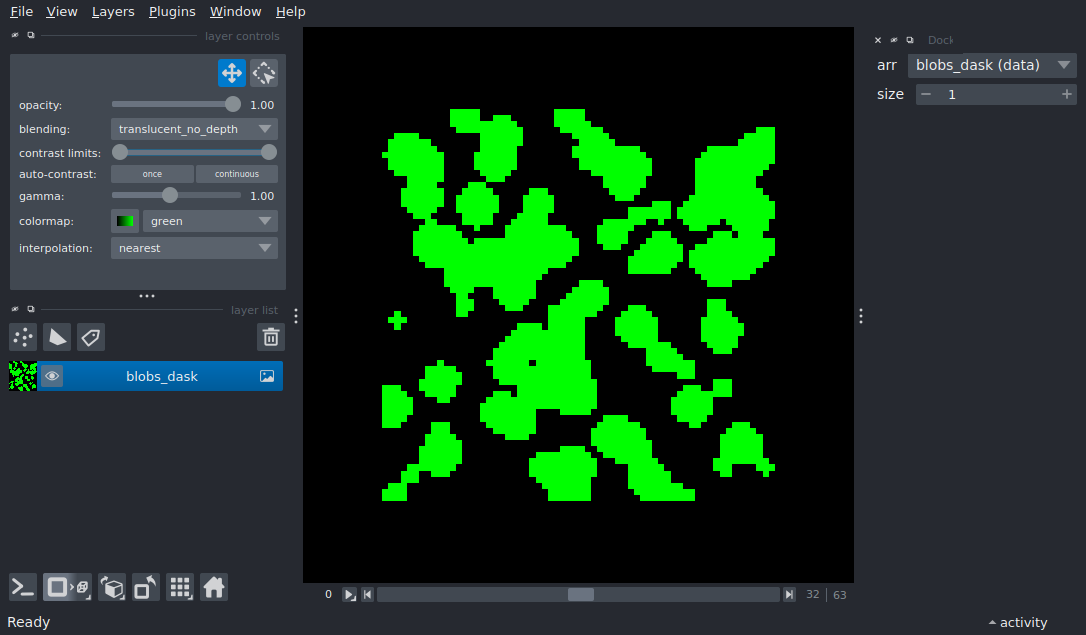 File View Layers Plugins Window Help
layer controls
opacity: 1.00
blending: translucent_no_depth
contrast limits:
auto-contrast: once continuous
gamma: 1.00
colormap: green
interpolation: nearest
layer list
blobs_dask
Dock
arr blobs_dask (data)
size 1
0 32 63
Ready
activity